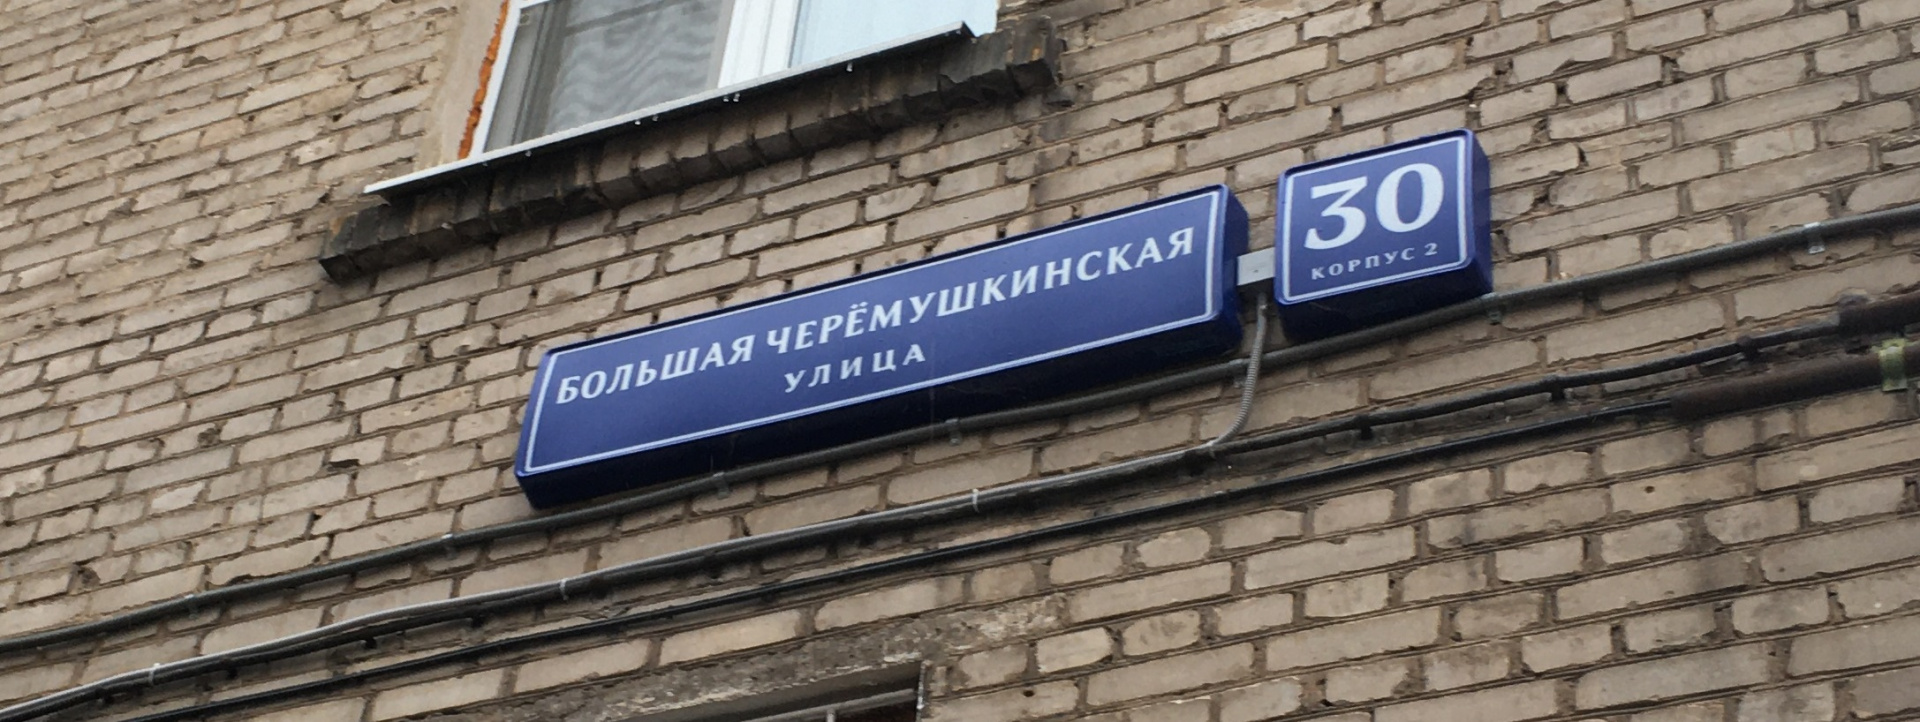 БОЛЬШАЯ ЧЕРЁМУШКИНСКАЯ
УЛИЦА
30
КОРПУС 2